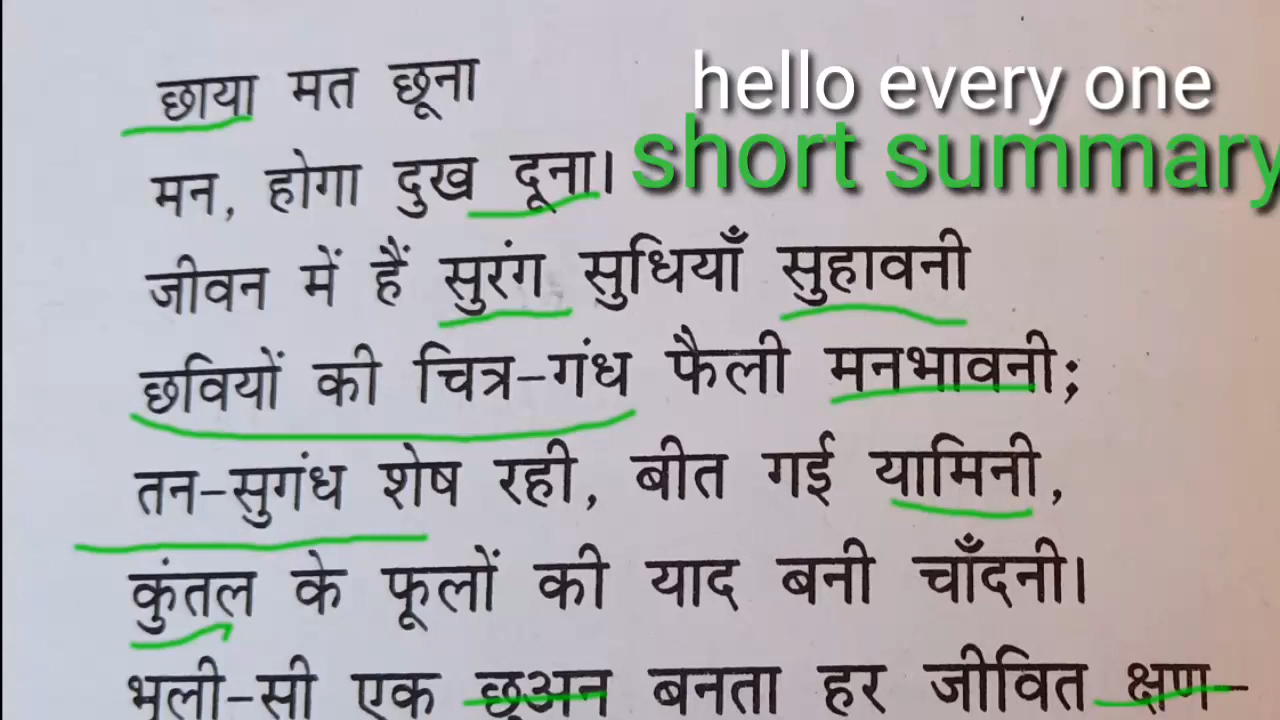 छाया मत छूना
hello every one
short summary
मन, होगा दुख दूना।
जीवन में हैं सुरंग सुधियाँ सुहावनी
छवियों की चित्र-गंध फैली मनभावनी;
तन-सुगंध शेष रही, बीत गई यामिनी,
कुंतल के फूलों की याद बनी चाँदनी।
भूली-सी एक छुअन बनता हर जीवित क्षण-